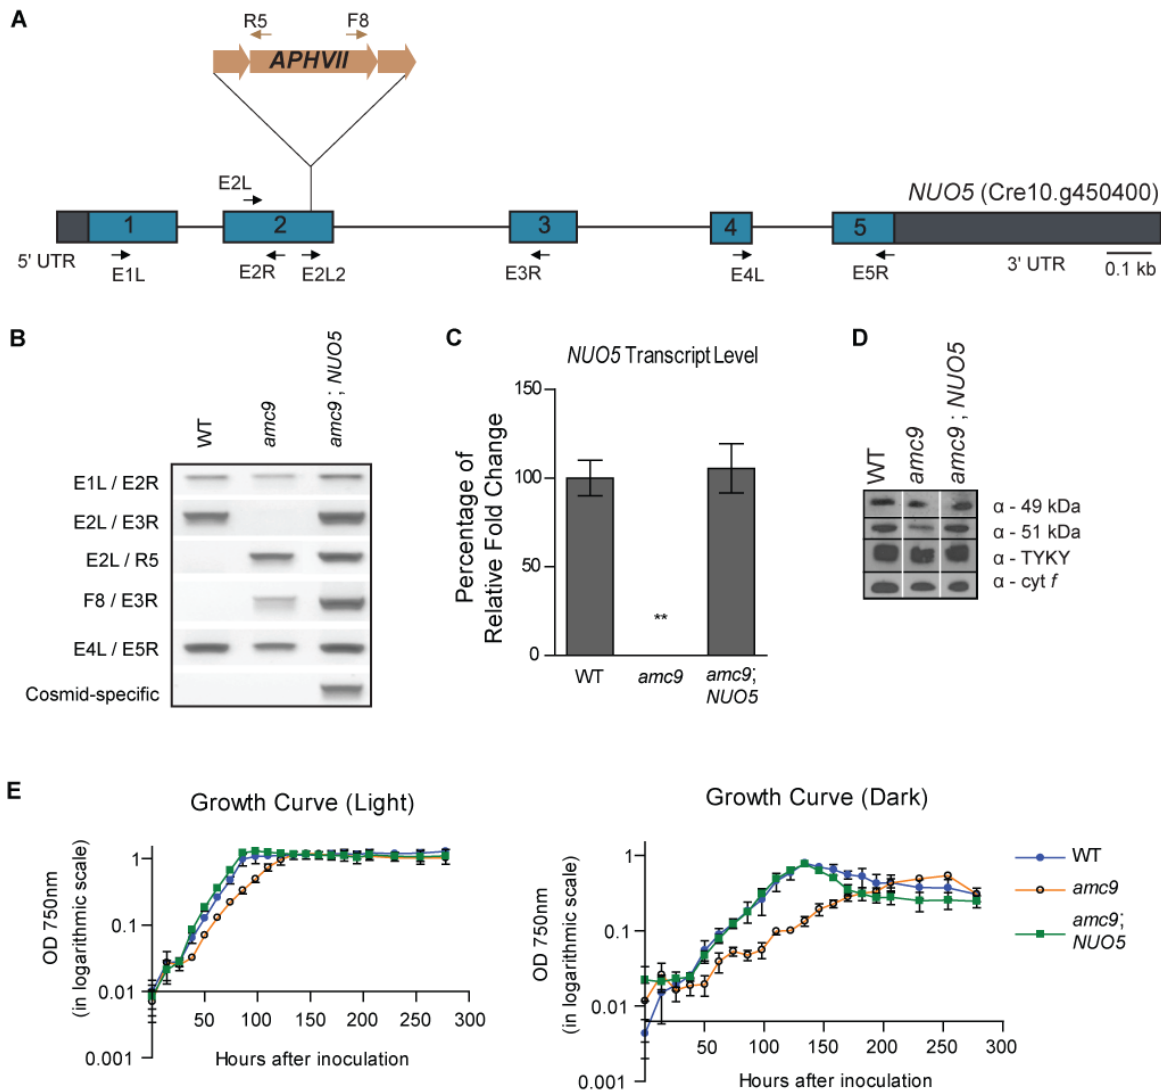 A
R5 F8
APHVII
E2L
NUO5 (Cre10.g450400)
1 2 3 4 5
5' UTR
E1L E2R E2L2 E3R E4L E5R
3' UTR
0.1 kb
B
WT
amc9
amc9 ; NUO5
E1L / E2R
E2L / E3R
E2L / R5
F8 / E3R
E4L / E5R
Cosmid-specific
C
NUO5 Transcript Level
Percentage of
Relative Fold Change
150
100
50
0
**
WT
amc9
amc9;
NUO5
D
WT
amc9
amc9 ; NUO5
α - 49 kDa
α - 51 kDa
α - TYKY
α - cyt f
E
Growth Curve (Light)
OD 750nm
(in logarithmic scale)
1
0.1
0.01
0.001
50 100 150 200 250 300
Hours after inoculation
Growth Curve (Dark)
OD 750nm
(in logarithmic scale)
1
0.1
0.01
0.001
50 100 150 200 250 300
Hours after inoculation
WT
amc9
amc9;
NUO5